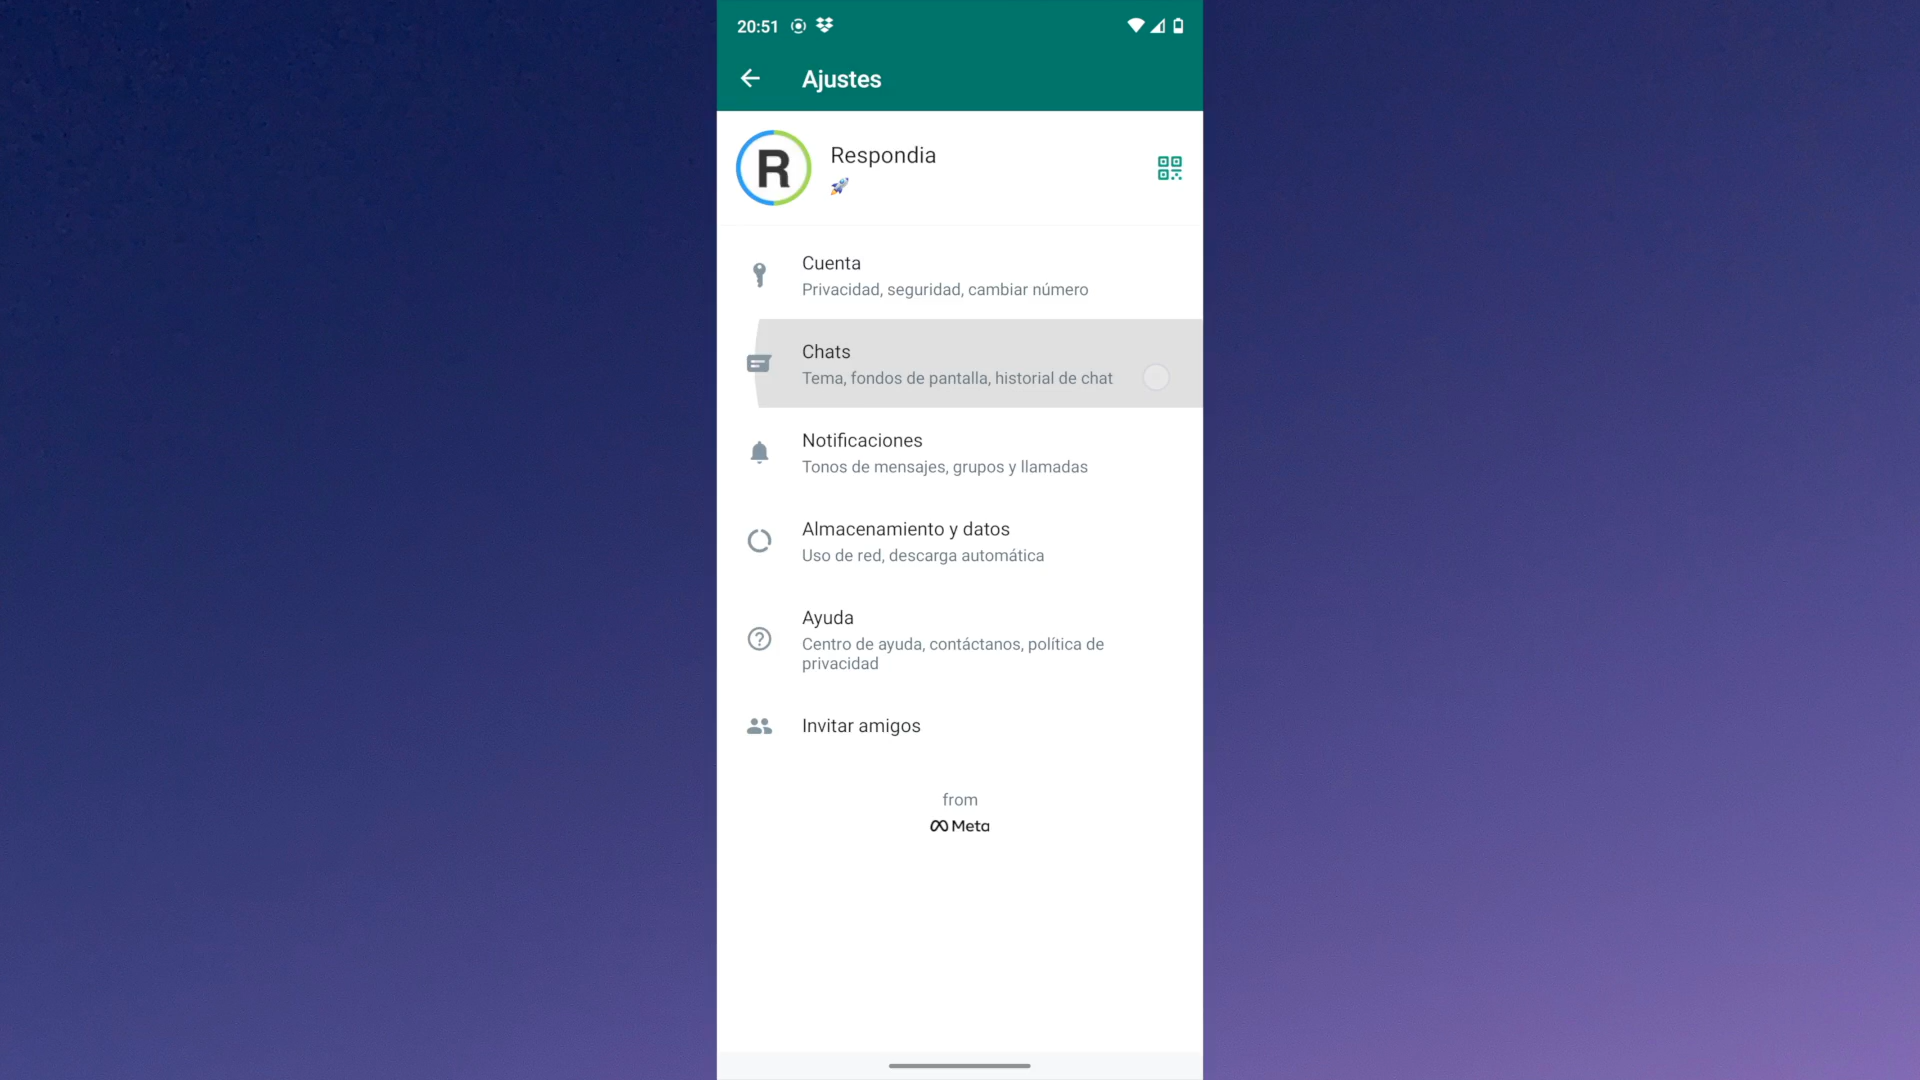 20:51
Ajustes
R
Respondia
🚀
Cuenta
Privacidad, seguridad, cambiar número
Chats
Tema, fondos de pantalla, historial de chat
Notificaciones
Tonos de mensajes, grupos y llamadas
Almacenamiento y datos
Uso de red, descarga automática
Ayuda
Centro de ayuda, contáctanos, política de
privacidad
Invitar amigos
from
Meta